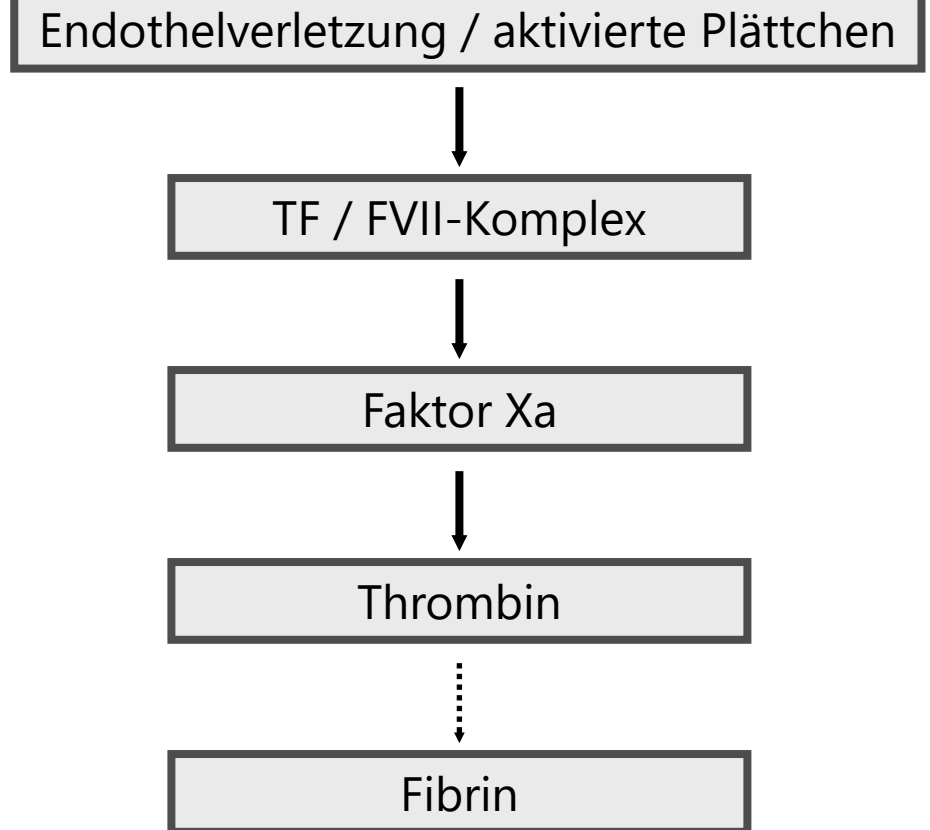 Endothelverletzung / aktivierte Plättchen
TF / FVII-Komplex
Faktor Xa
Thrombin
Fibrin